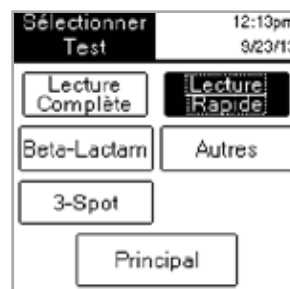 Sélectionner
Test
12:13pm
9/23/13
Lecture
Complète
Lecture
Rapide
Beta-Lactam
Autres
3-Spot
Principal